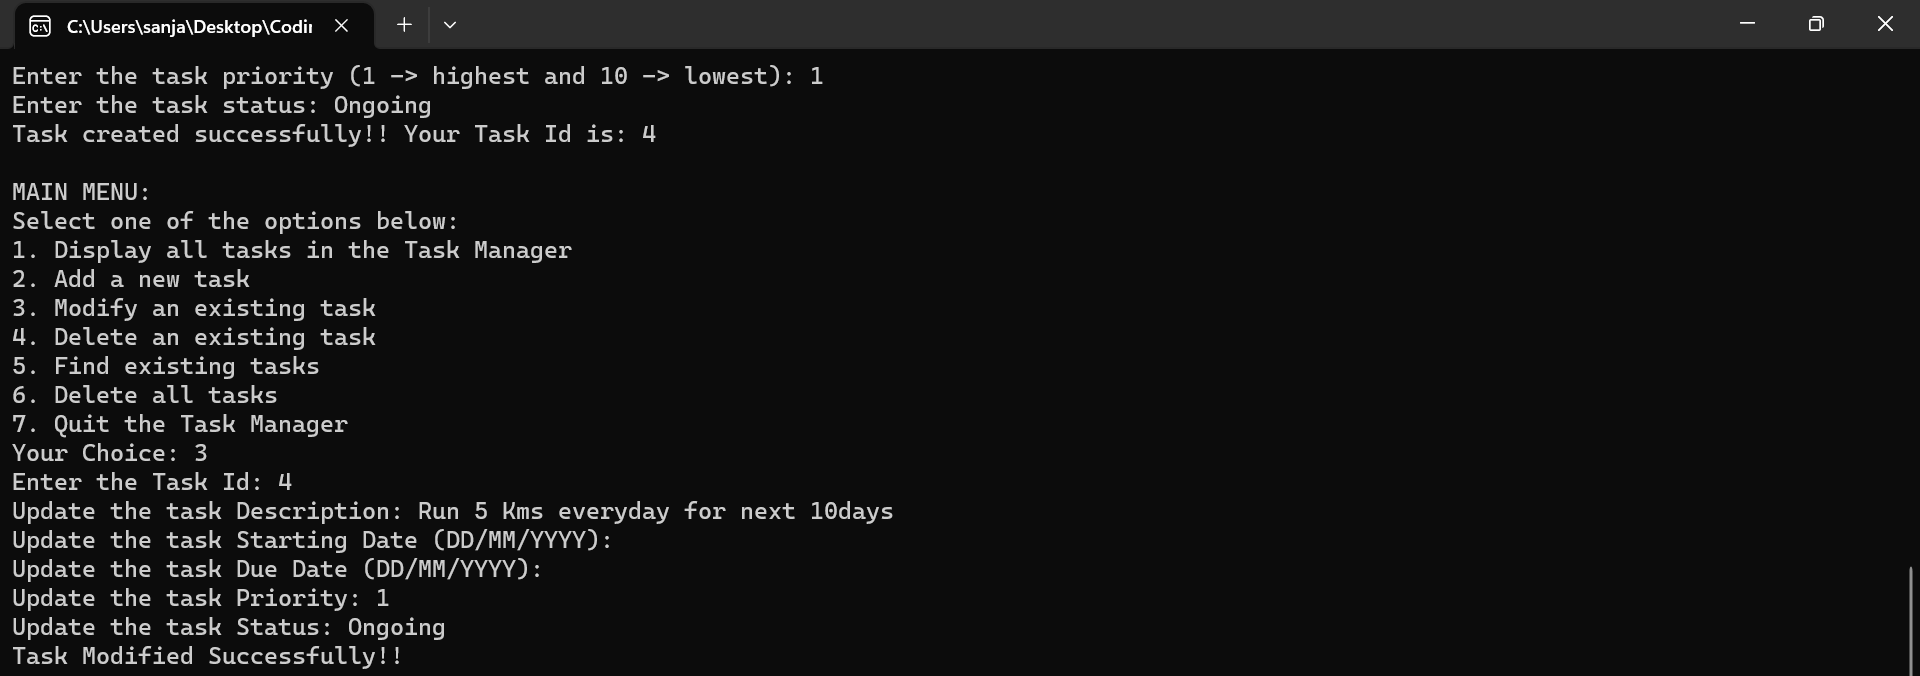 C:\Users\sanja\Desktop\Codin
Enter the task priority (1 -> highest and 10 -> lowest): 1
Enter the task status: Ongoing
Task created successfully!! Your Task Id is: 4
MAIN MENU:
Select one of the options below:
1. Display all tasks in the Task Manager
2. Add a new task
3. Modify an existing task
4. Delete an existing task
5. Find existing tasks
6. Delete all tasks
7. Quit the Task Manager
Your Choice: 3
Enter the Task Id: 4
Update the task Description: Run 5 Kms everyday for next 10days
Update the task Starting Date (DD/MM/YYYY):
Update the task Due Date (DD/MM/YYYY):
Update the task Priority: 1
Update the task Status: Ongoing
Task Modified Successfully!!